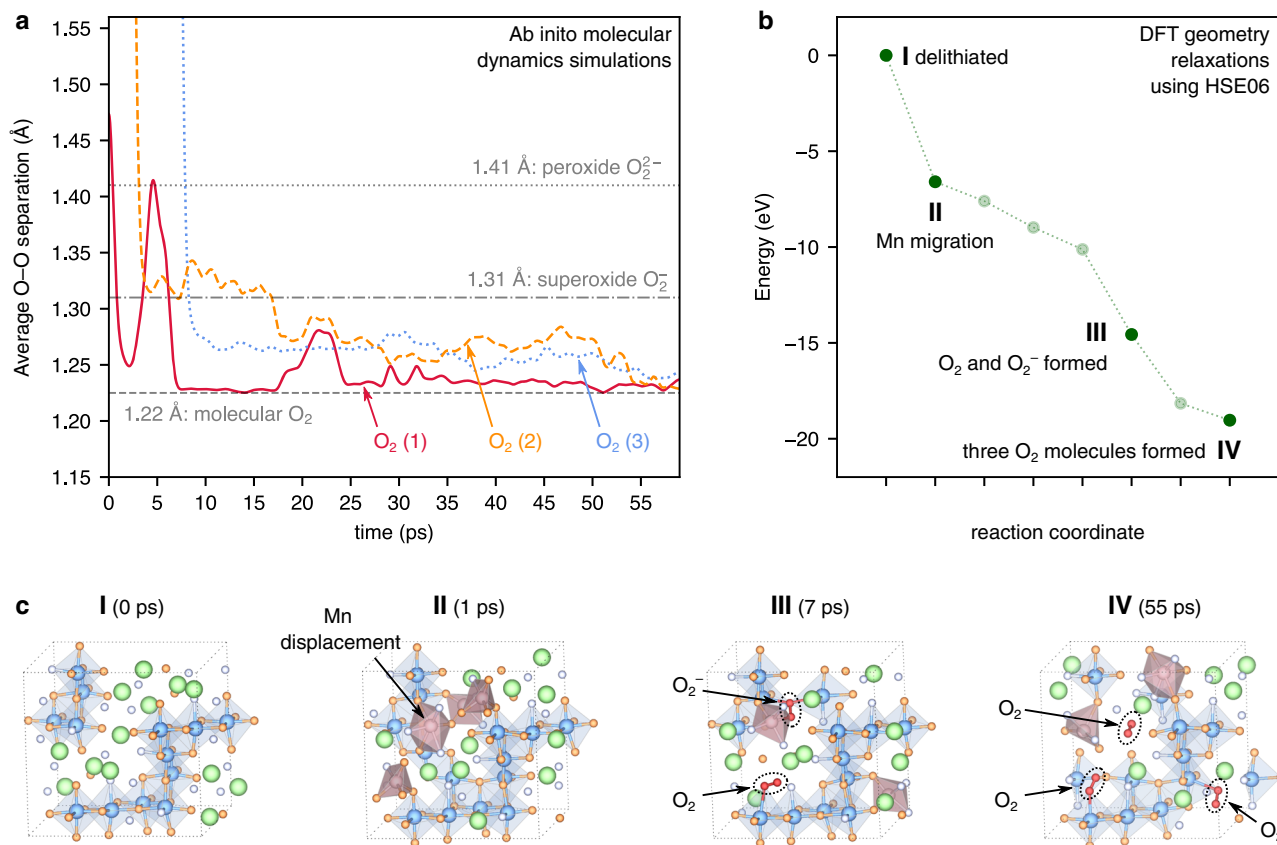 a
Ab inito molecular
dynamics simulations
Average O–O separation (Å)
1.55
1.50
1.45
1.40
1.35
1.30
1.25
1.20
1.15
1.41 Å: peroxide O₂²⁻
1.31 Å: superoxide O₂⁻
1.22 Å: molecular O₂
O₂ (1)
O₂ (2)
O₂ (3)
0 5 10 15 20 25 30 35 40 45 50 55
time (ps)
b
DFT geometry
relaxations
using HSE06
Energy (eV)
0
−5
−10
−15
−20
I delithiated
II
Mn migration
III
O₂ and O₂⁻ formed
three O₂ molecules formed IV
reaction coordinate
c
I (0 ps)
II (1 ps)
III (7 ps)
IV (55 ps)
Mn
displacement
O₂⁻
O₂
O₂
O₂